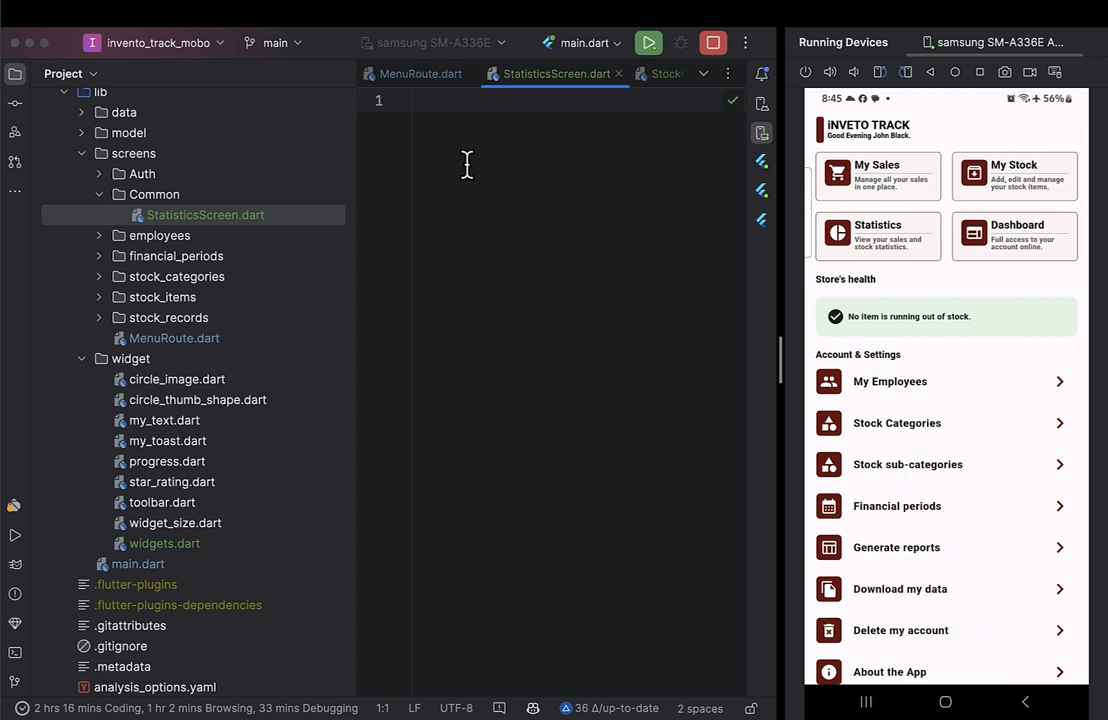 invento_track_mobo
main
samsung SM-A336E
main.dart
Running Devices
samsung SM-A336E A...
Project
MenuRoute.dart
StatisticsScreen.dart
Stock
lib
data
model
screens
Auth
Common
StatisticsScreen.dart
employees
financial_periods
stock_categories
stock_items
stock_records
MenuRoute.dart
widget
circle_image.dart
circle_thumb_shape.dart
my_text.dart
my_toast.dart
progress.dart
star_rating.dart
toolbar.dart
widget_size.dart
widgets.dart
main.dart
.flutter-plugins
.flutter-plugins-dependencies
.gitattributes
.gitignore
.metadata
analysis_options.yaml
1
8:45
56%
iNVETO TRACK
Good Evening John Black.
My Sales
Manage all your sales
in one place.
My Stock
Add, edit and manage
your stock items.
Statistics
View your sales and
stock statistics.
Dashboard
Full access to your
account online.
Store's health
No item is running out of stock.
Account & Settings
My Employees
Stock Categories
Stock sub-categories
Financial periods
Generate reports
Download my data
Delete my account
About the App
2 hrs 16 mins Coding, 1 hr 2 mins Browsing, 33 mins Debugging
1:1
LF
UTF-8
36 Δ/up-to-date
2 spaces